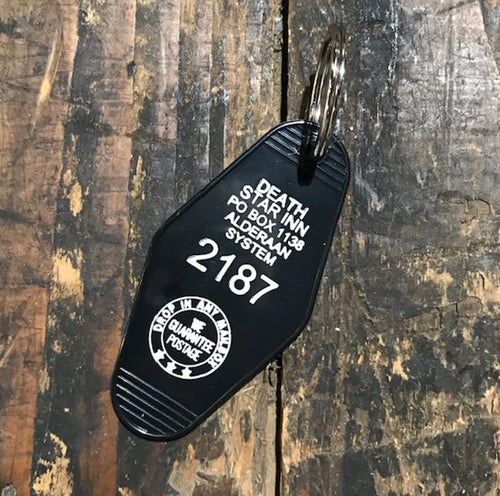 DEATH
STAR INN
PO BOX 1138
ALDERAAN
SYSTEM
2187
DROP IN ANY MAIL BOX
WE
GUARANTEE
POSTAGE